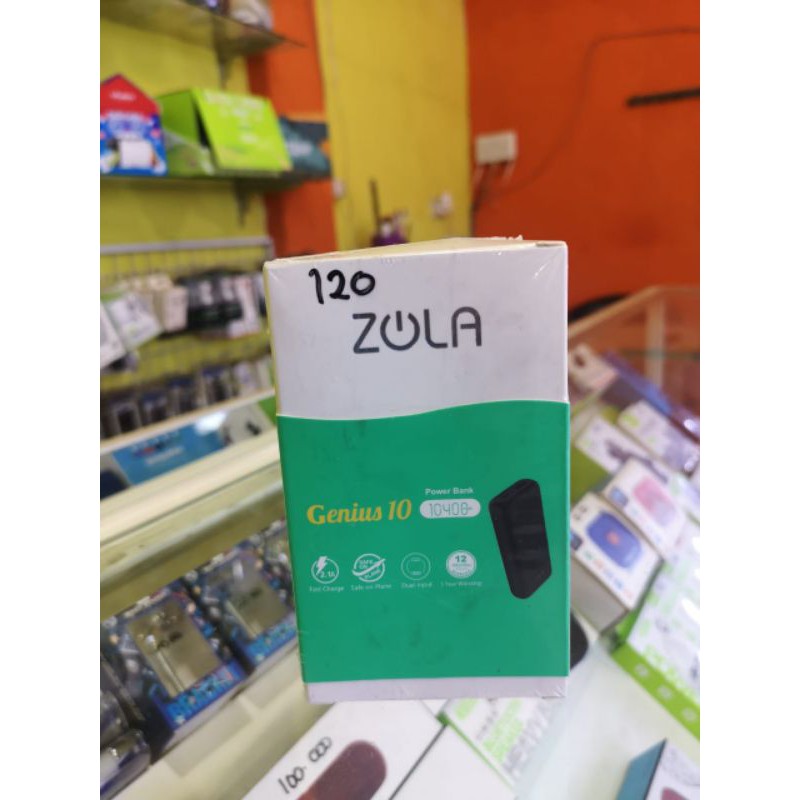 120
ZOLA
Power Bank
Genius 10
10400
2.1A
Fast Charge
Safe on Plane
Dual Input
12
1 Year Warranty
100.000